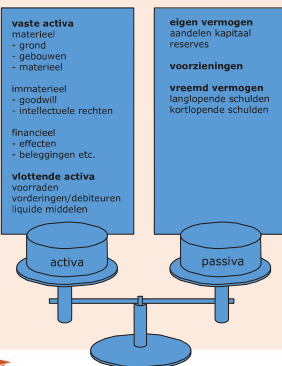 vaste activa
materieel
- grond
- gebouwen
- materieel
immaterieel
- goodwill
- intellectuele rechten
financieel
- effecten
- beleggingen etc.
vlottende activa
voorraden
vorderingen/debiteuren
liquide middelen
eigen vermogen
aandelen kapitaal
reserves
voorzieningen
vreemd vermogen
langlopende schulden
kortlopende schulden
activa
passiva